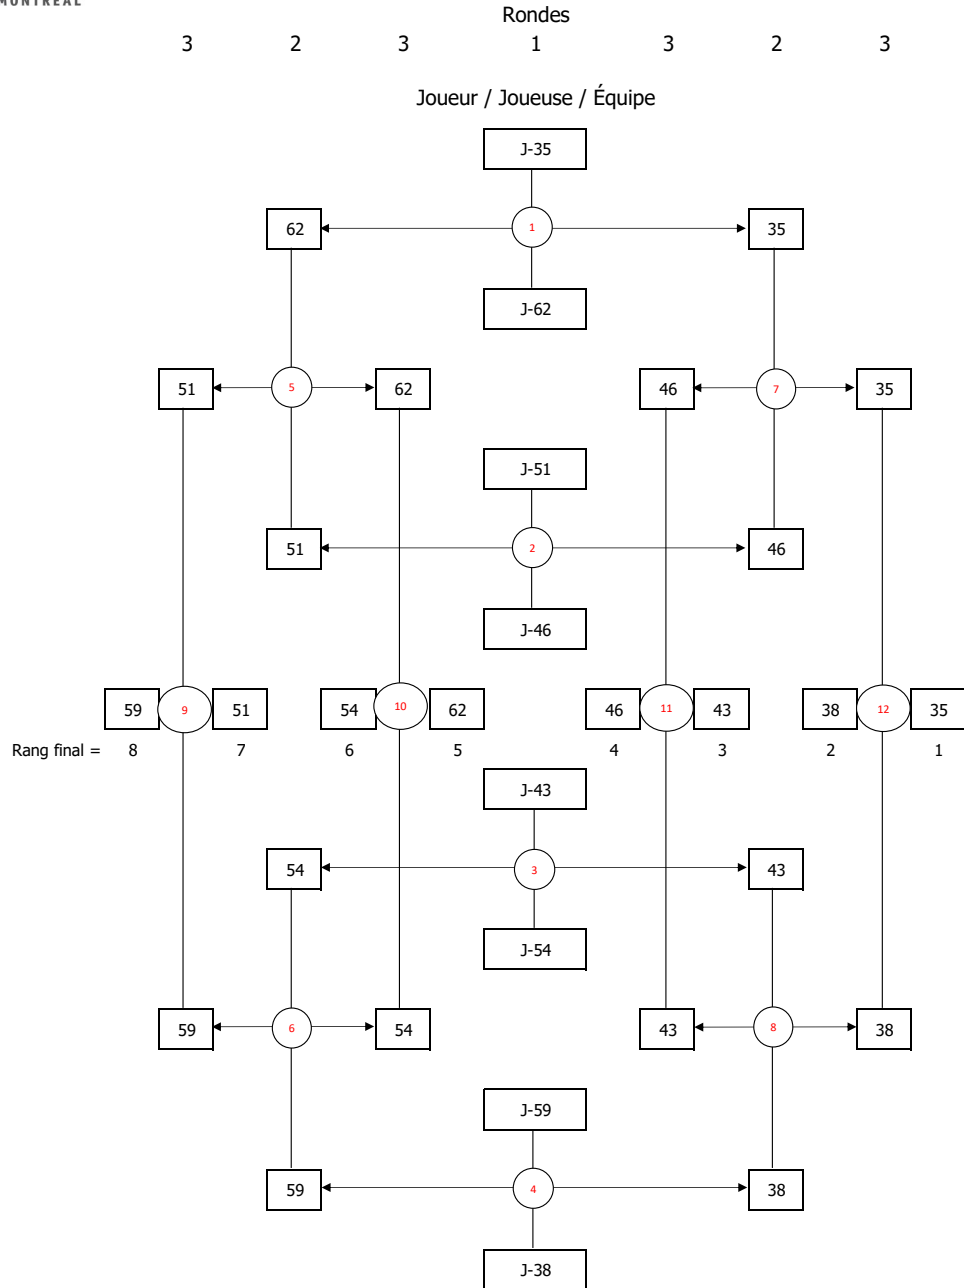 MONTRÉAL
Rondes
3 2 3 1 3 2 3
Joueur / Joueuse / Équipe
J-35
62 1 35
J-62
51 5 62 46 7 35
J-51
51 2 46
J-46
59 9 51 54 10 62 46 11 43 38 12 35
Rang final = 8 7 6 5 4 3 2 1
J-43
54 3 43
J-54
59 6 54 43 8 38
J-59
59 4 38
J-38